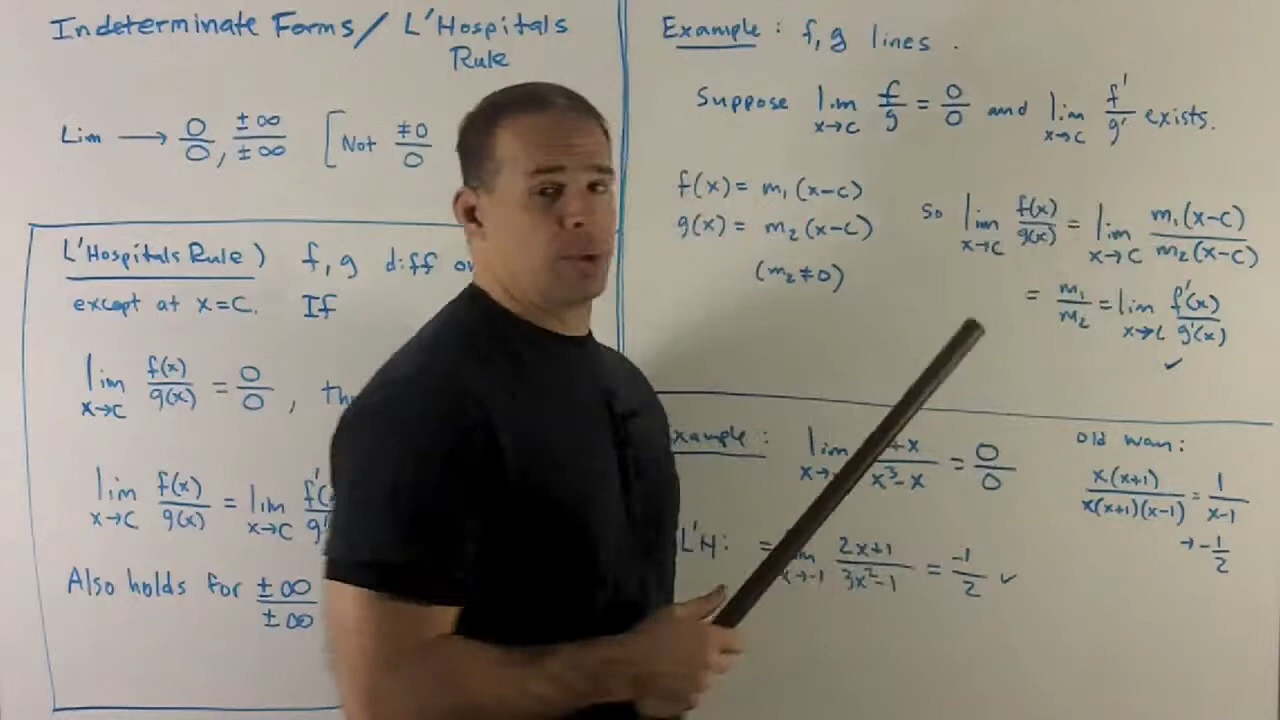 Indeterminate Forms / L'Hospitals
Rule
Lim → 0/0, ±∞/±∞ [Not ≠0/0
L'Hospitals Rule) f, g diff
except at x=c. If
lim x→c f(x)/g(x) = 0/0,
lim x→c f(x)/g(x) = lim x→c
Also holds for ±∞/±∞
Example: f, g lines.
Suppose lim x→c f/g = 0/0 and lim x→c f'/g' exists.
f(x) = m₁(x-c)
g(x) = m₂(x-c)
(m₂≠0)
So lim x→c f(x)/g(x) = lim x→c m₁(x-c)/m₂(x-c)
= m₁/m₂ = lim x→c f'(x)/g'(x)
✓
xample: lim +x/x³-x = 0/0
L'H: = 2x+1/3x²-1 = -1/2 ✓
Old way:
x(x+1)/x(x+1)(x-1) = 1/x-1
→ -1/2